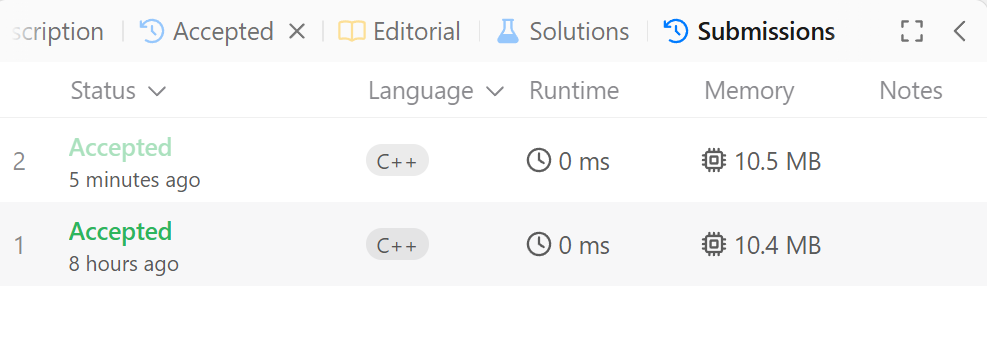 scription Accepted Editorial Solutions Submissions
Status Language Runtime Memory Notes
2 Accepted C++ 0 ms 10.5 MB
5 minutes ago
1 Accepted C++ 0 ms 10.4 MB
8 hours ago